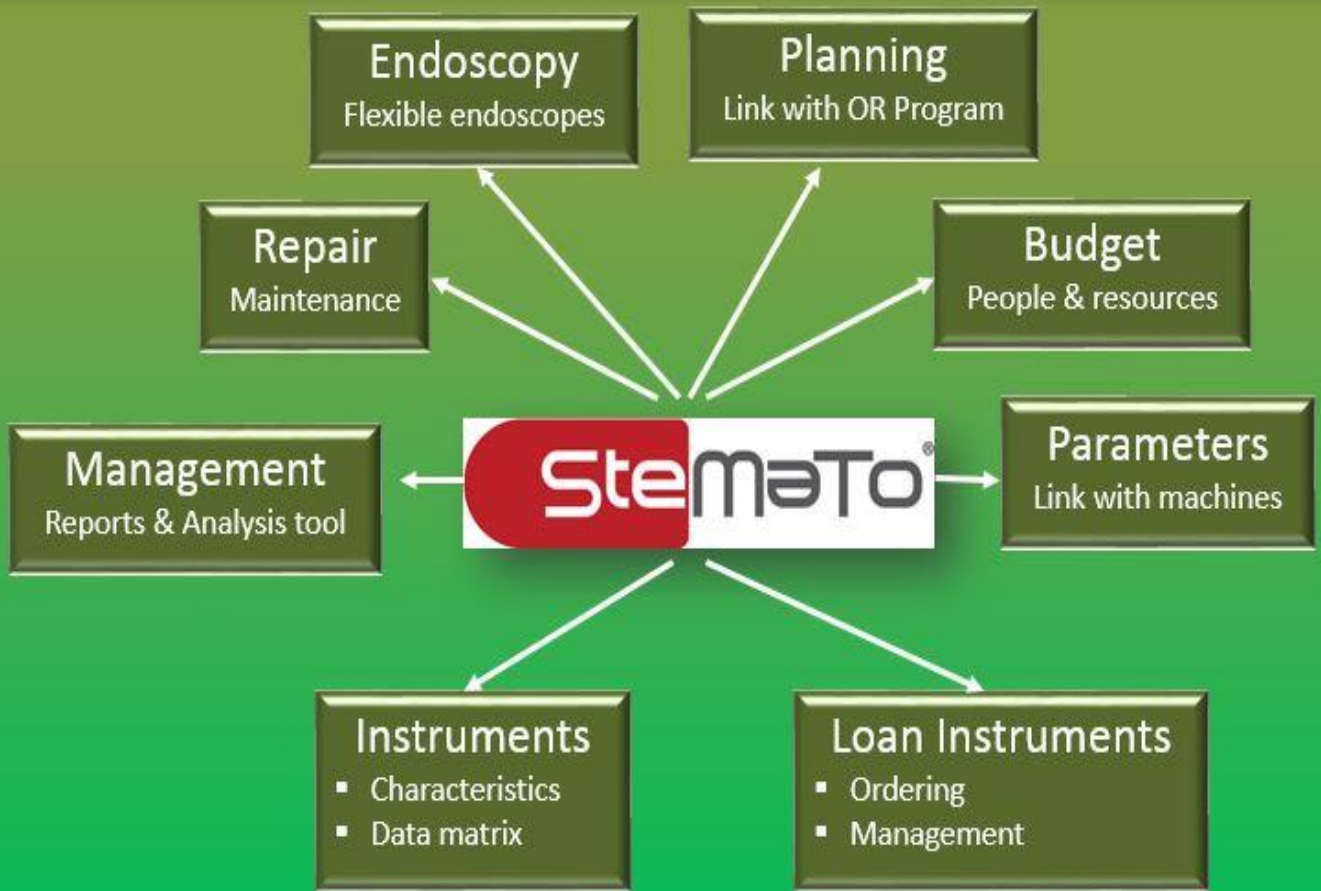 Endoscopy
Flexible endoscopes
Planning
Link with OR Program
Repair
Maintenance
Budget
People & resources
Management
Reports & Analysis tool
SteMaTo®
Parameters
Link with machines
Instruments
▪ Characteristics
▪ Data matrix
Loan Instruments
▪ Ordering
▪ Management